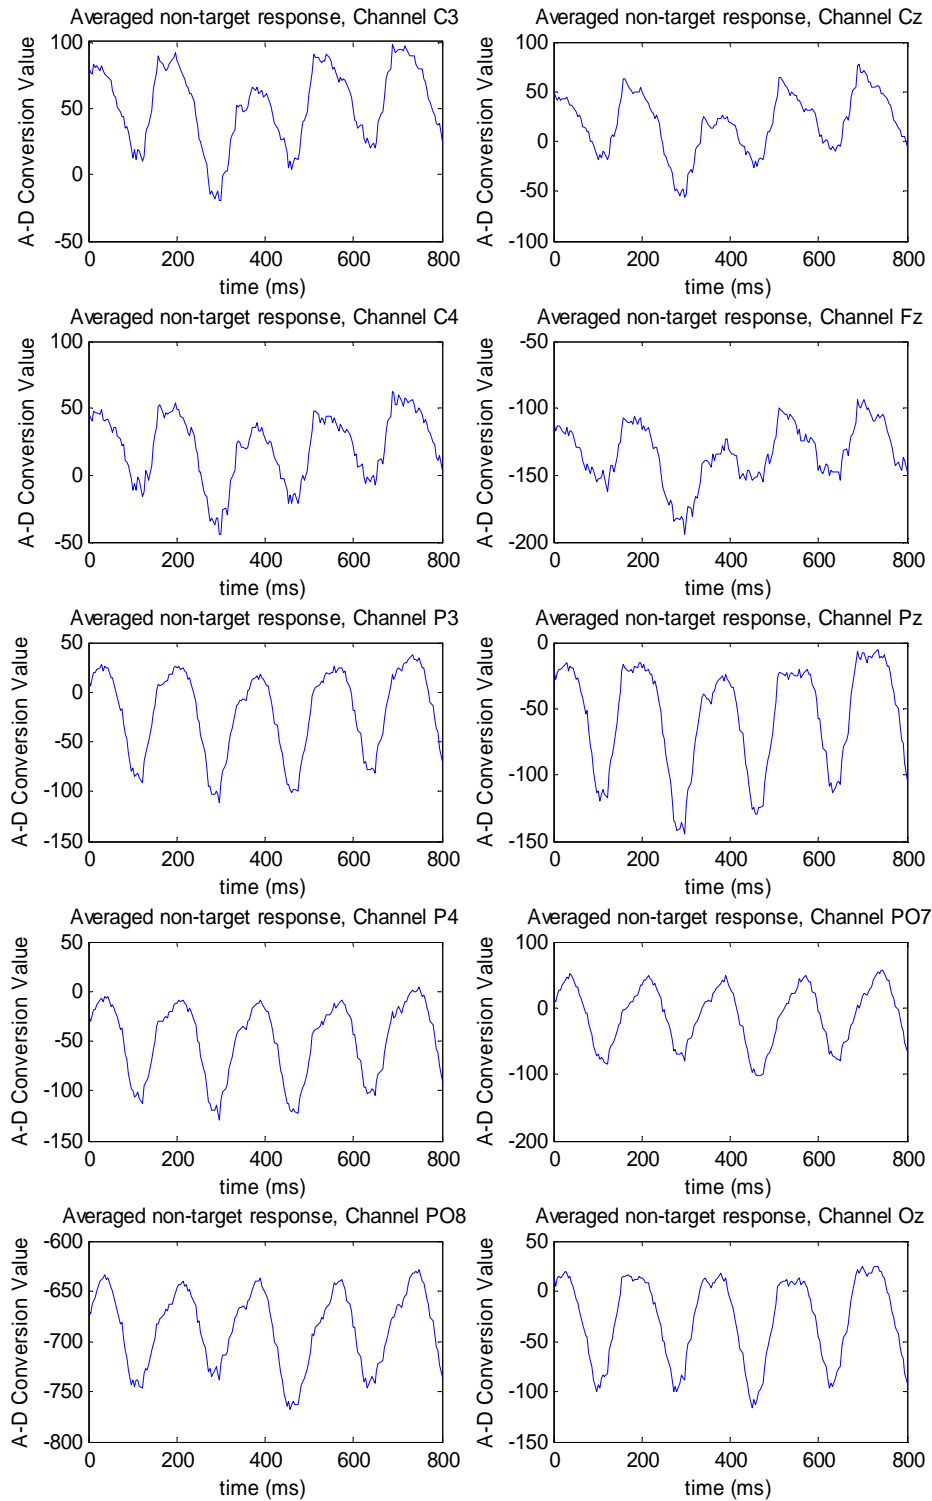 Averaged non-target response, Channel C3
A-D Conversion Value
100
50
0
-50
0 200 400 600 800
time (ms)
Averaged non-target response, Channel Cz
A-D Conversion Value
100
50
0
-50
-100
0 200 400 600 800
time (ms)
Averaged non-target response, Channel C4
A-D Conversion Value
100
50
0
-50
0 200 400 600 800
time (ms)
Averaged non-target response, Channel Fz
A-D Conversion Value
-50
-100
-150
-200
0 200 400 600 800
time (ms)
Averaged non-target response, Channel P3
A-D Conversion Value
50
0
-50
-100
-150
0 200 400 600 800
time (ms)
Averaged non-target response, Channel Pz
A-D Conversion Value
0
-50
-100
-150
0 200 400 600 800
time (ms)
Averaged non-target response, Channel P4
A-D Conversion Value
50
0
-50
-100
-150
0 200 400 600 800
time (ms)
Averaged non-target response, Channel PO7
A-D Conversion Value
100
0
-100
-200
0 200 400 600 800
time (ms)
Averaged non-target response, Channel PO8
A-D Conversion Value
-600
-650
-700
-750
-800
0 200 400 600 800
time (ms)
Averaged non-target response, Channel Oz
A-D Conversion Value
50
0
-50
-100
-150
0 200 400 600 800
time (ms)